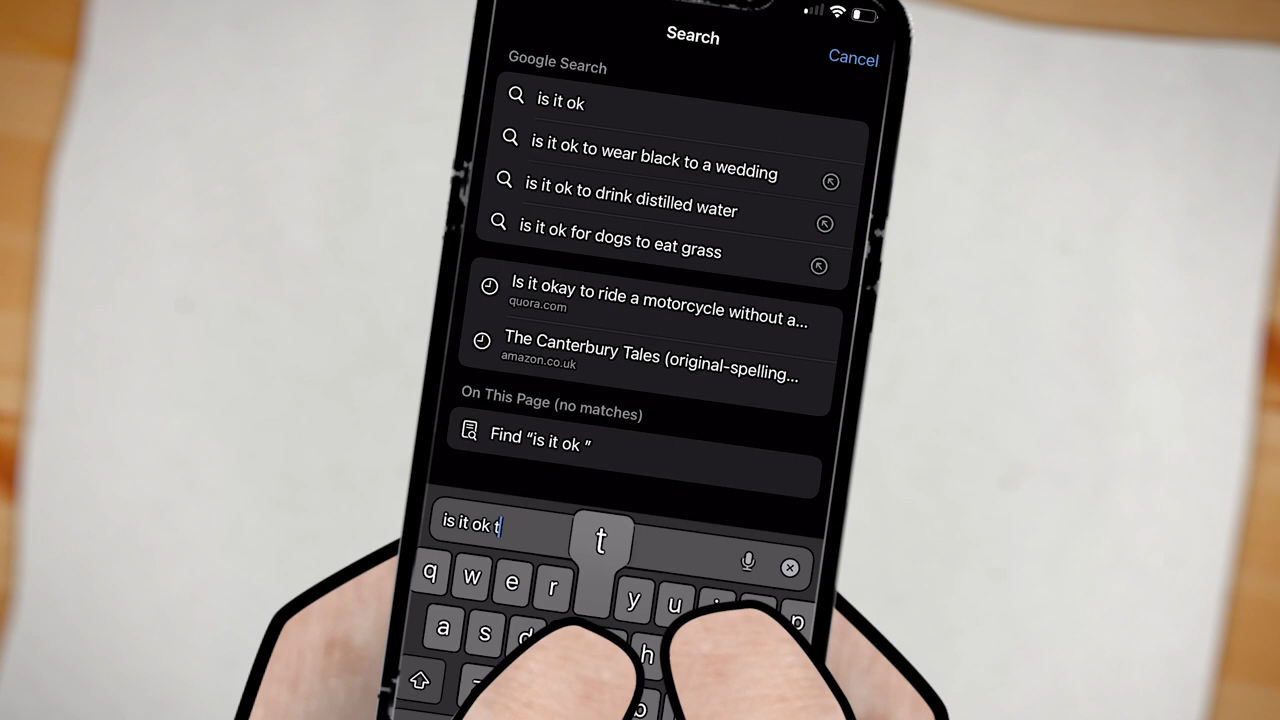 Search
Cancel
Google Search
is it ok
is it ok to wear black to a wedding
is it ok to drink distilled water
is it ok for dogs to eat grass
Is it okay to ride a motorcycle without a...
quora.com
The Canterbury Tales (original-spelling...
amazon.co.uk
On This Page (no matches)
Find “is it ok ”
is it ok t
t
q w e r y u p
a s d h